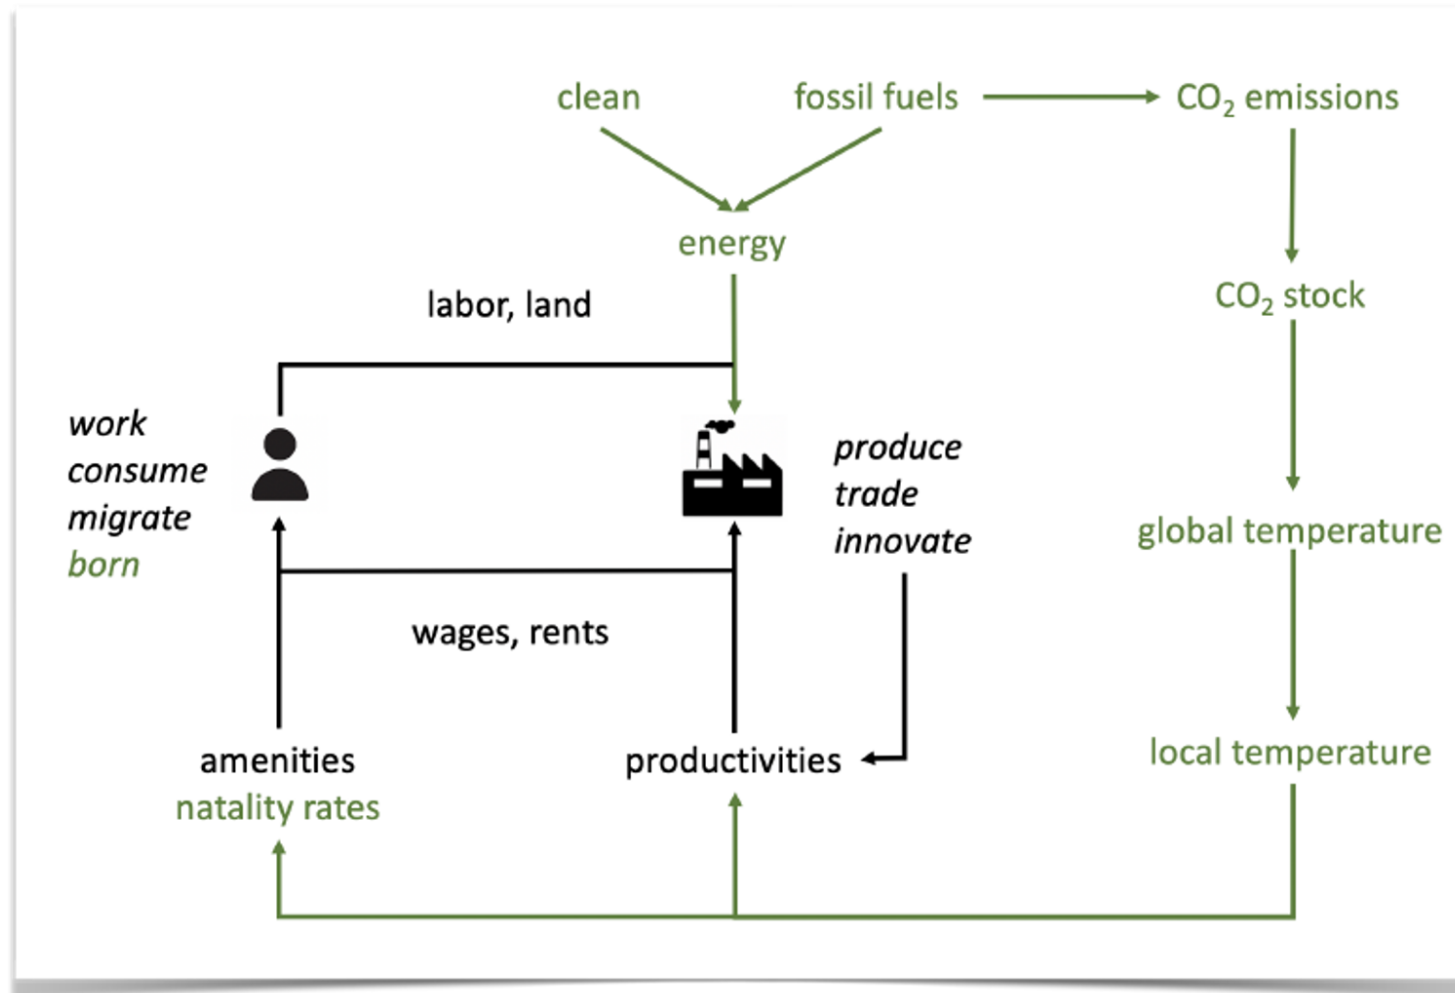 clean
fossil fuels
CO₂ emissions
energy
CO₂ stock
labor, land
work
consume
migrate
born
produce
trade
innovate
global temperature
wages, rents
amenities
natality rates
productivities
local temperature